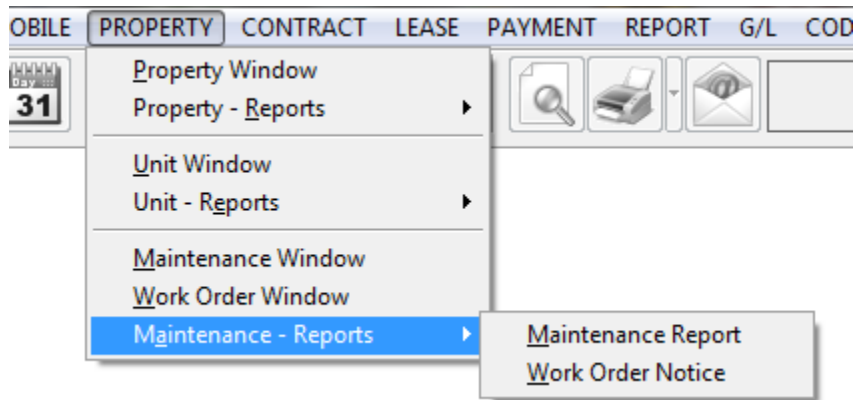 OBILE PROPERTY CONTRACT LEASE PAYMENT REPORT G/L COD
Day
31
Property Window
Property - Reports
Unit Window
Unit - Reports
Maintenance Window
Work Order Window
Maintenance - Reports
Maintenance Report
Work Order Notice